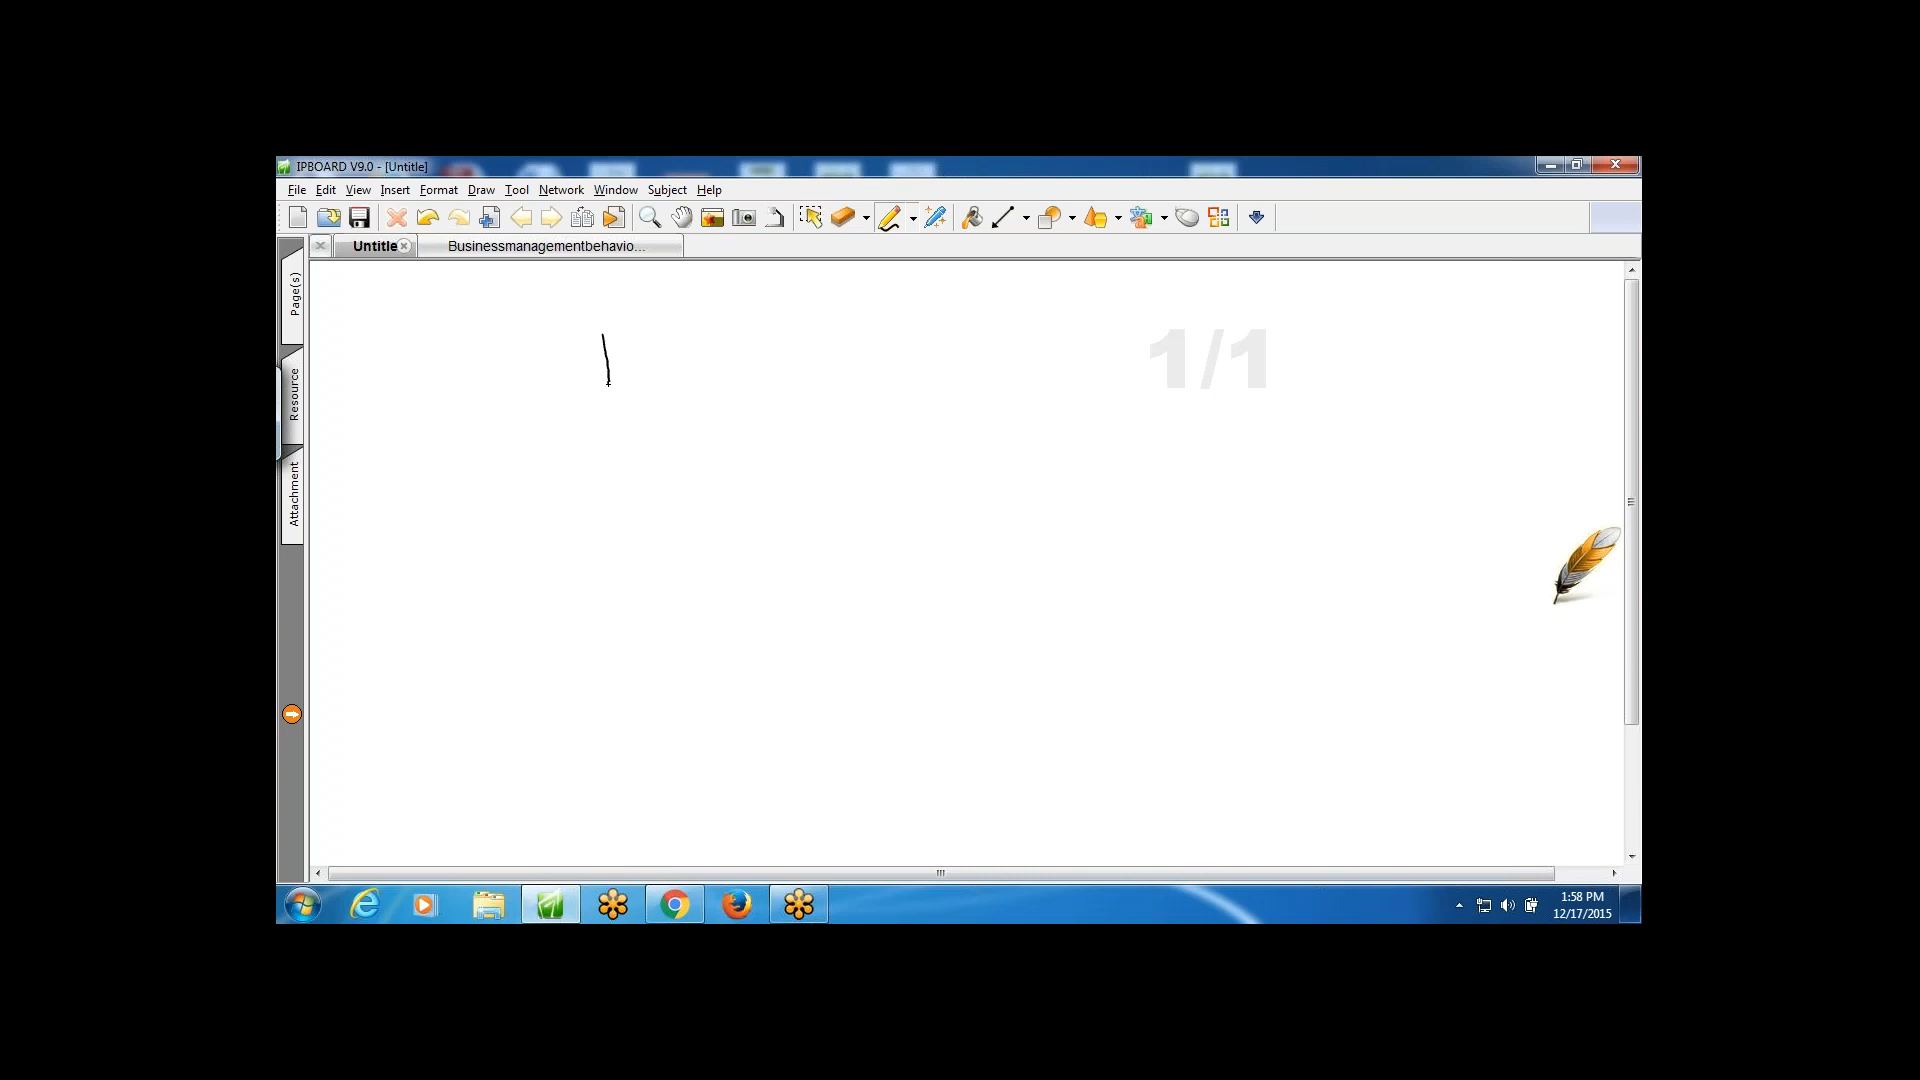 IPBOARD V9.0 - [Untitle]
File Edit View Insert Format Draw Tool Network Window Subject Help
Untitle Businessmanagementbehavio...
Page(s)
Resource
Attachment
1/1
1:58 PM
12/17/2015